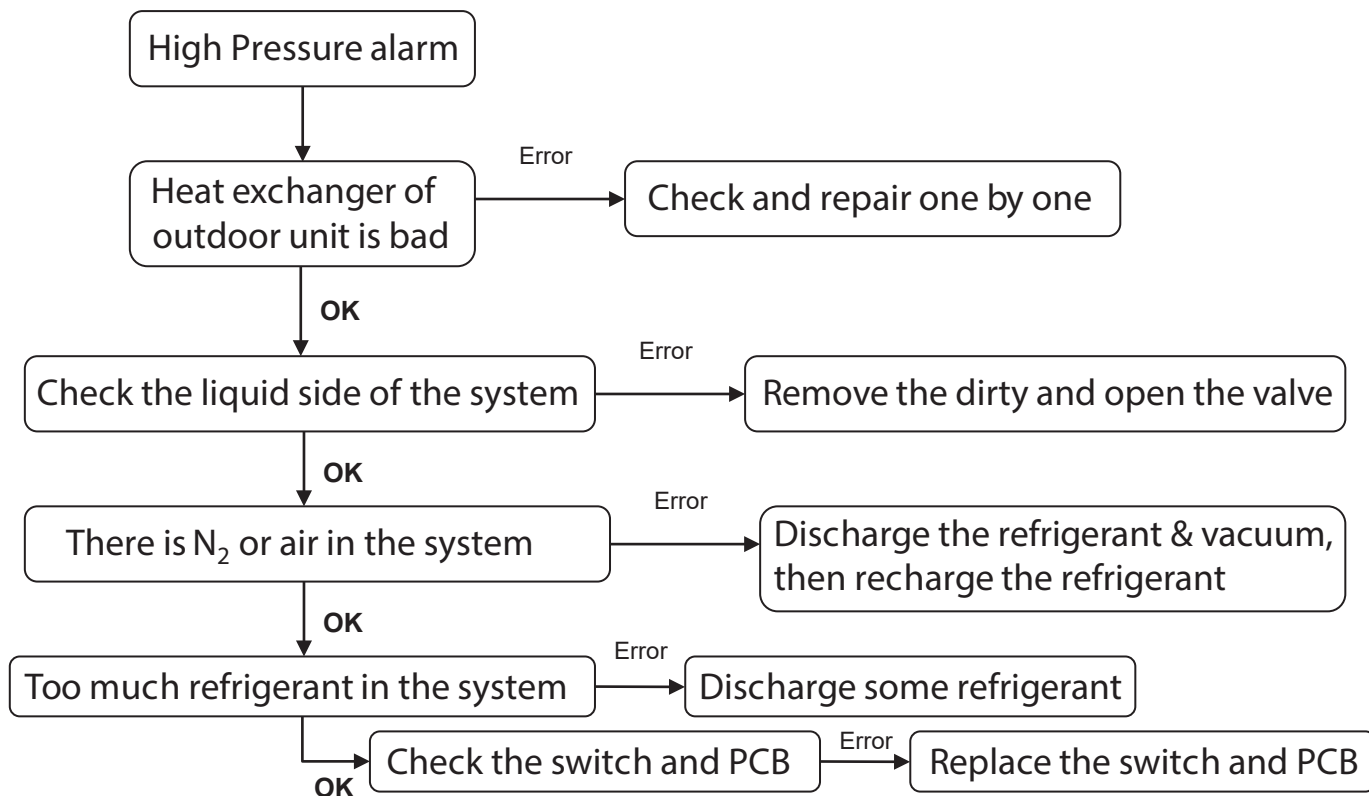 High Pressure alarm
Error
Heat exchanger of
outdoor unit is bad
Check and repair one by one
OK
Error
Check the liquid side of the system
Remove the dirty and open the valve
OK
Error
There is N₂ or air in the system
Discharge the refrigerant & vacuum,
then recharge the refrigerant
OK
Error
Too much refrigerant in the system
Discharge some refrigerant
OK
Check the switch and PCB
Error
Replace the switch and PCB